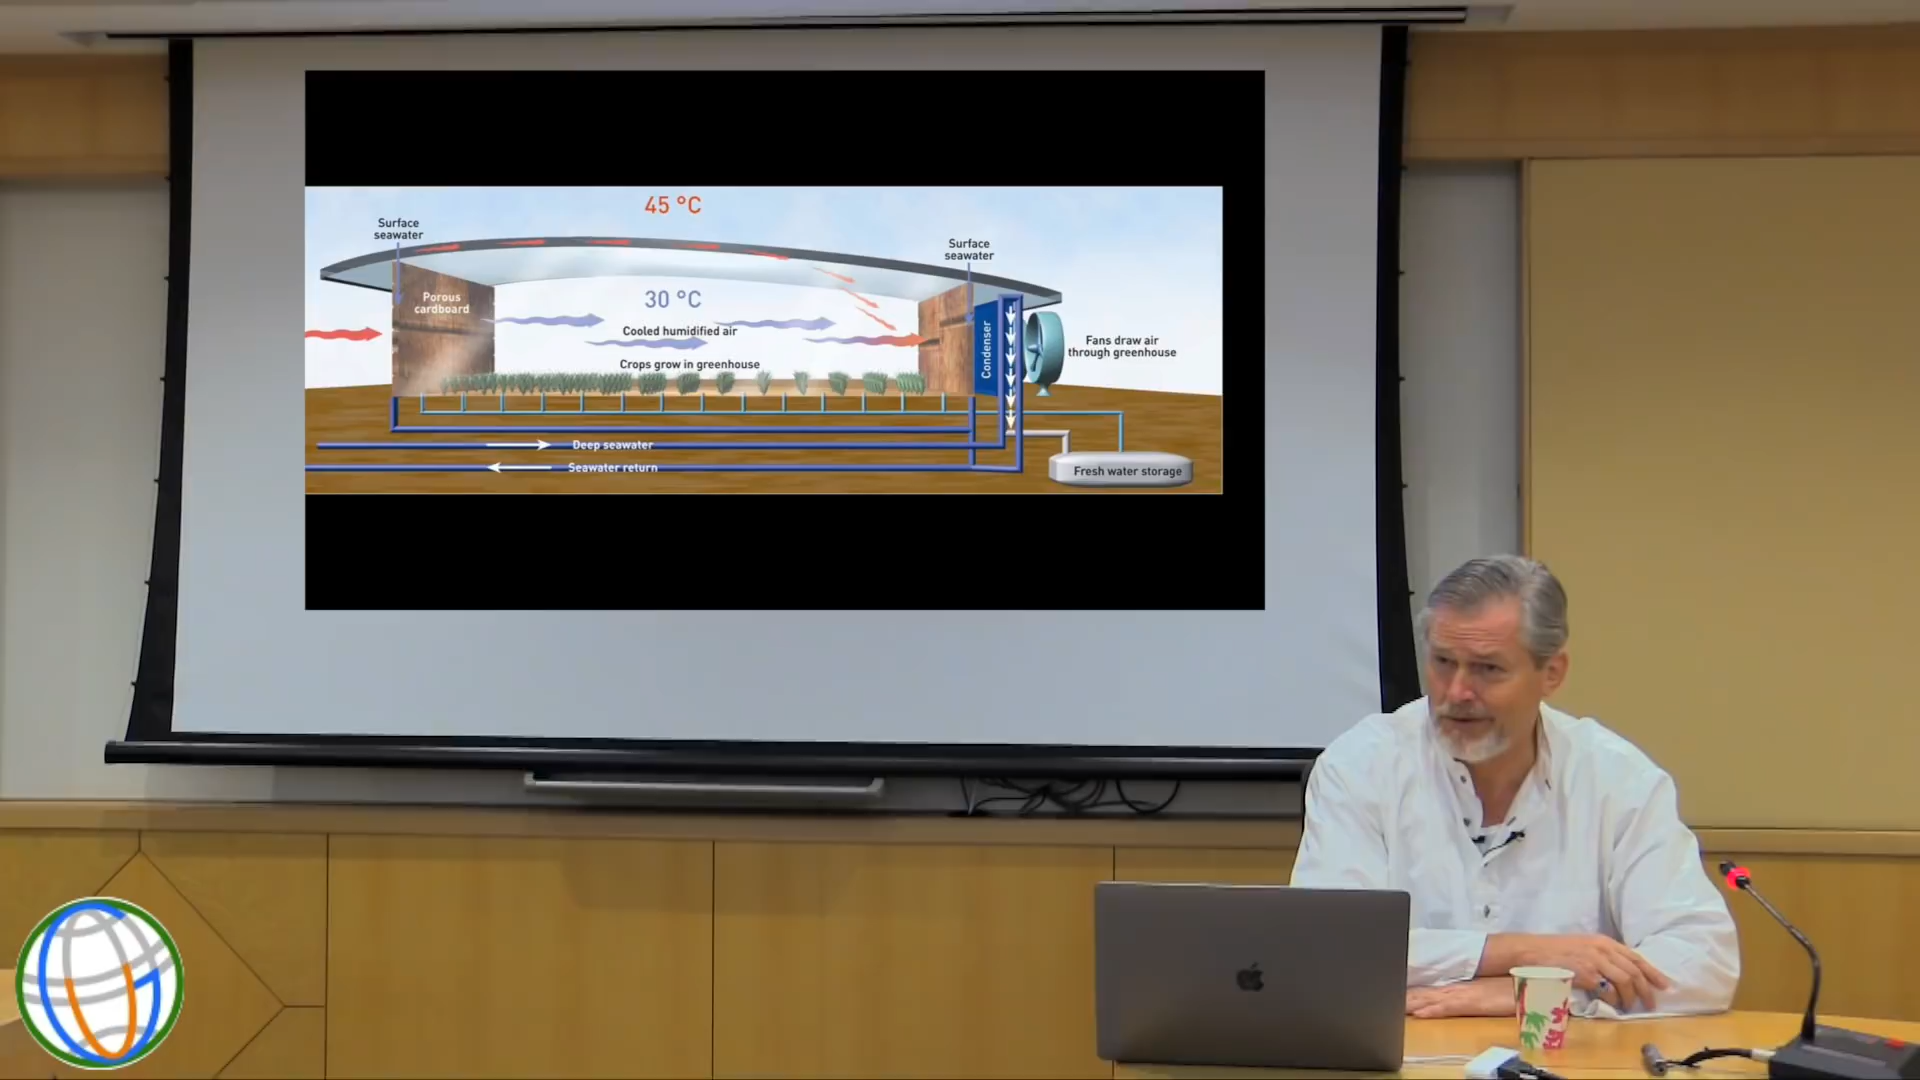 45 °C
Surface
seawater
Surface
seawater
Porous
cardboard
30 °C
Cooled humidified air
Crops grow in greenhouse
Condenser
Fans draw air
through greenhouse
Deep seawater
Seawater return
Fresh water storage